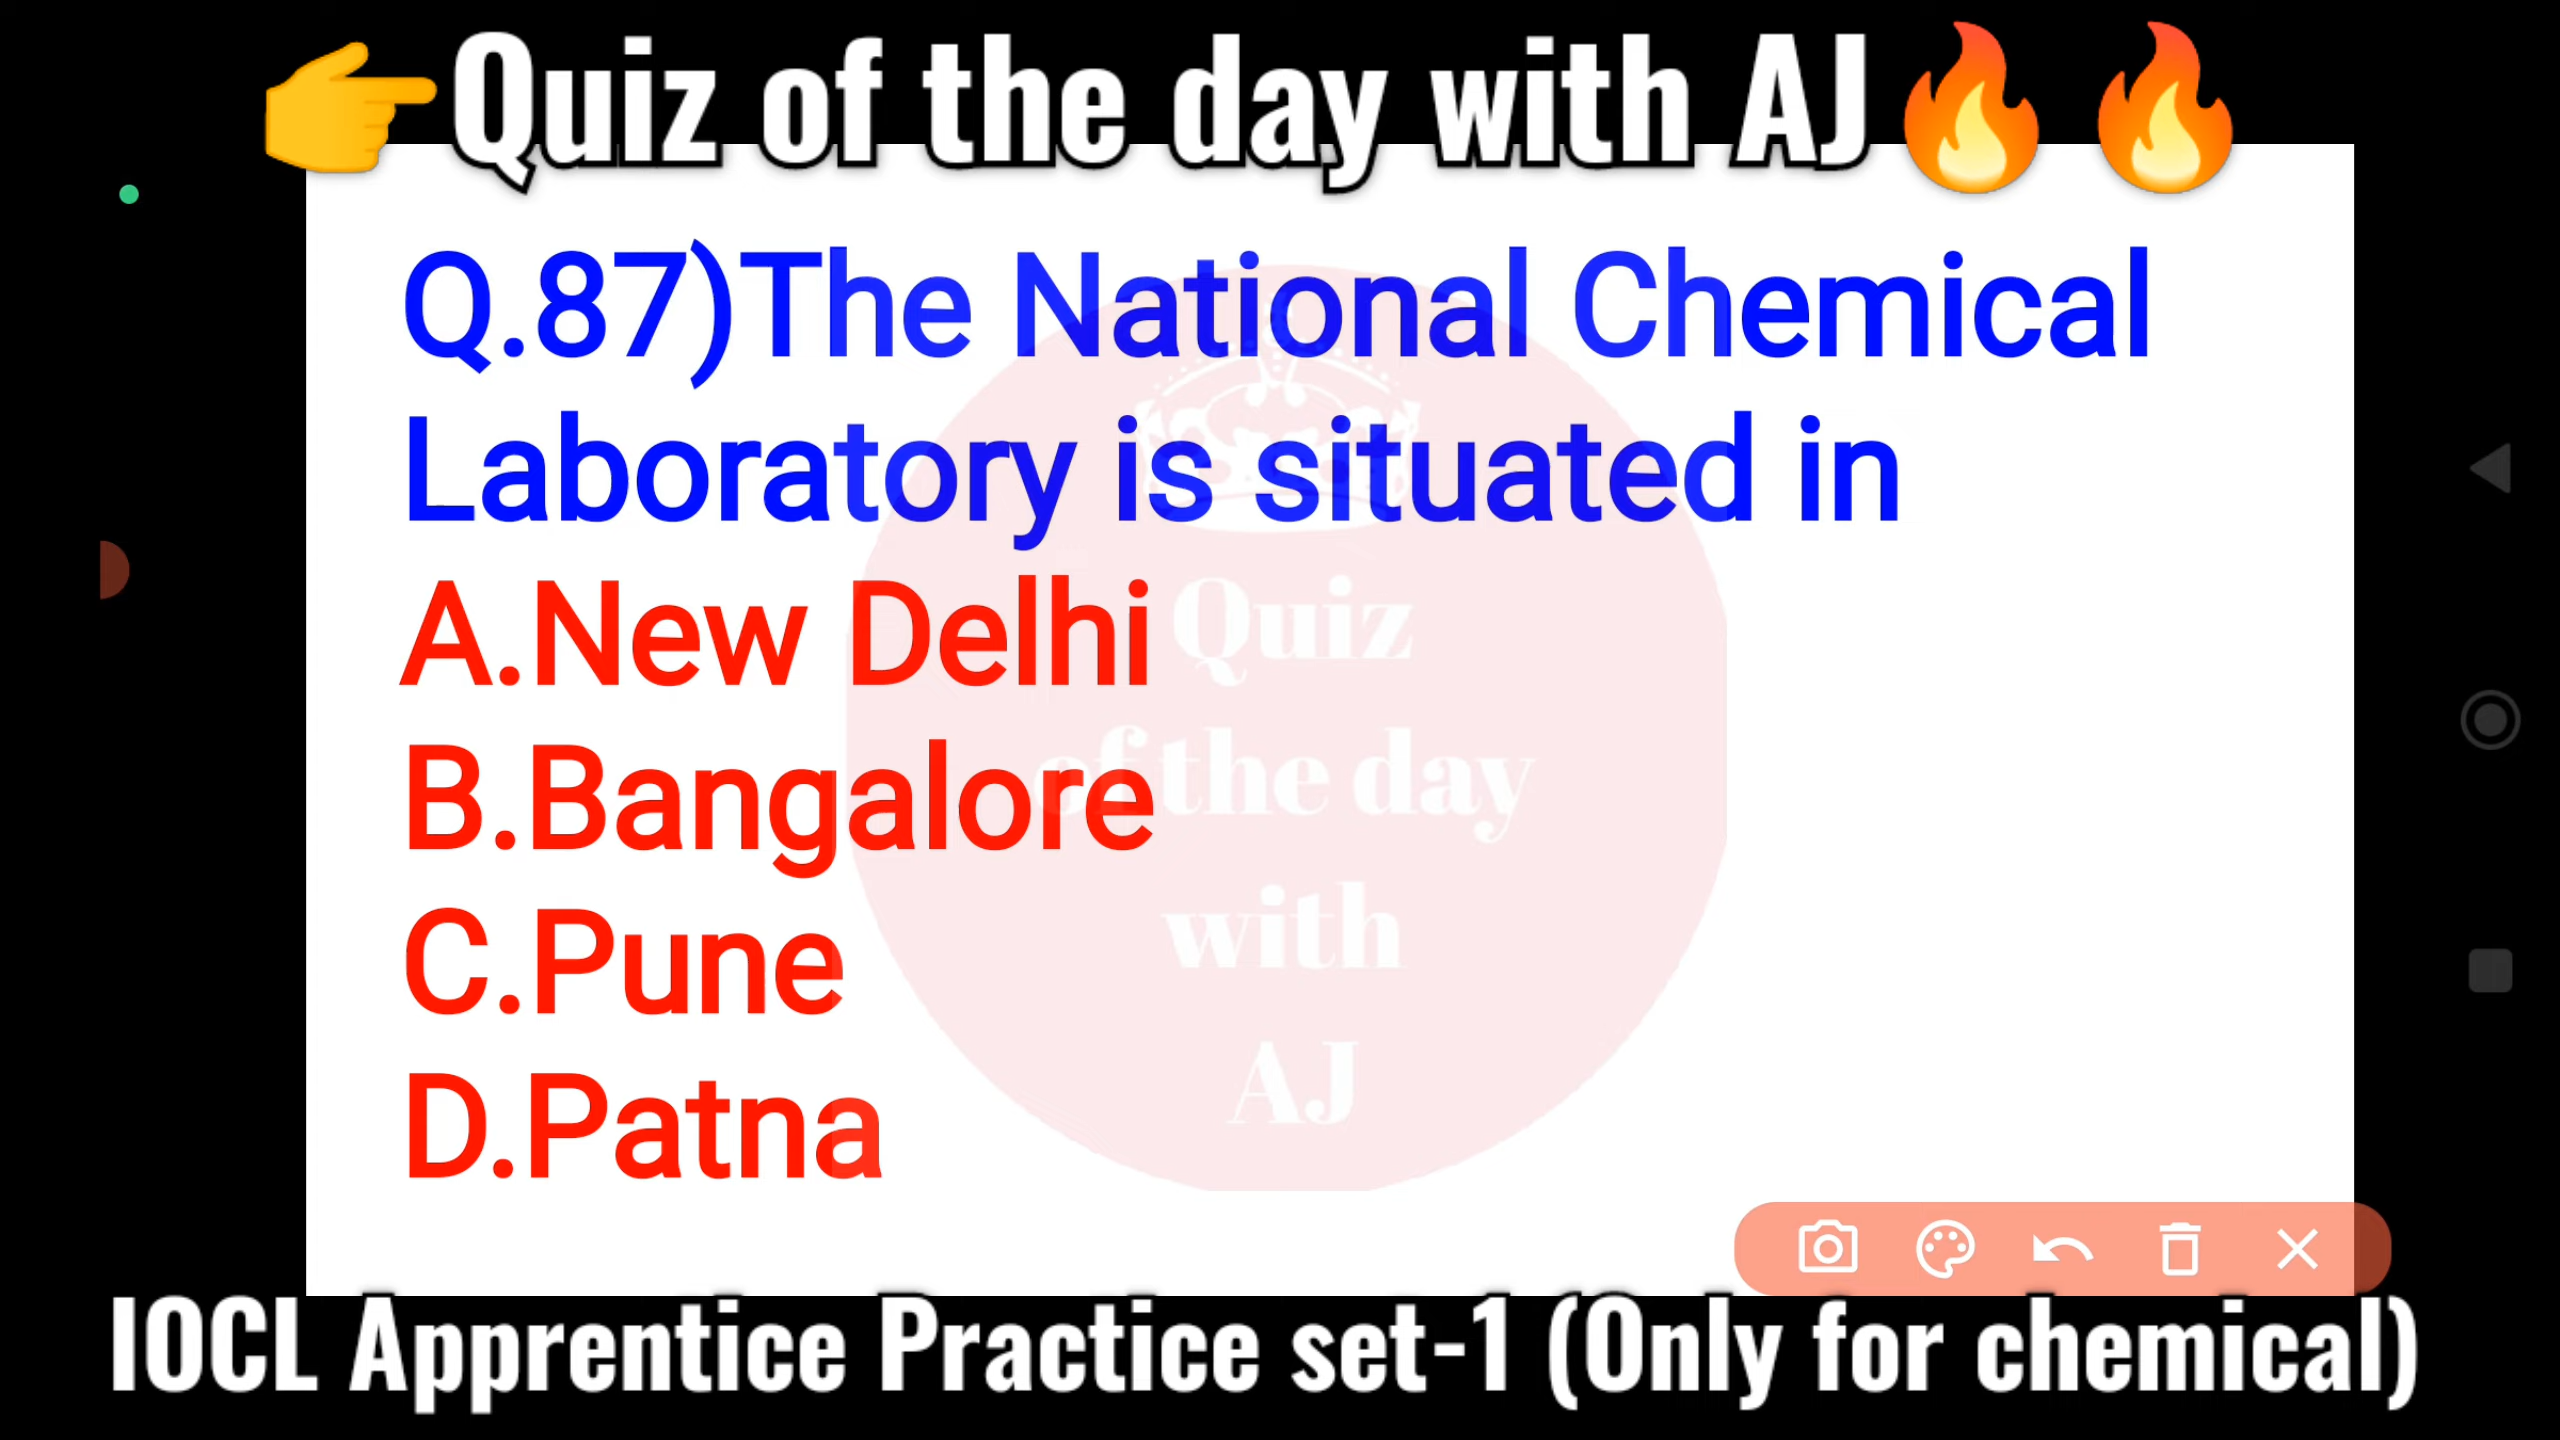 👉Quiz of the day with AJ🔥🔥
Q.87)The National Chemical
Laboratory is situated in
A.New Delhi
B.Bangalore
C.Pune
D.Patna
Quiz
of the day
with
AJ
IOCL Apprentice Practice set-1 (Only for chemical)